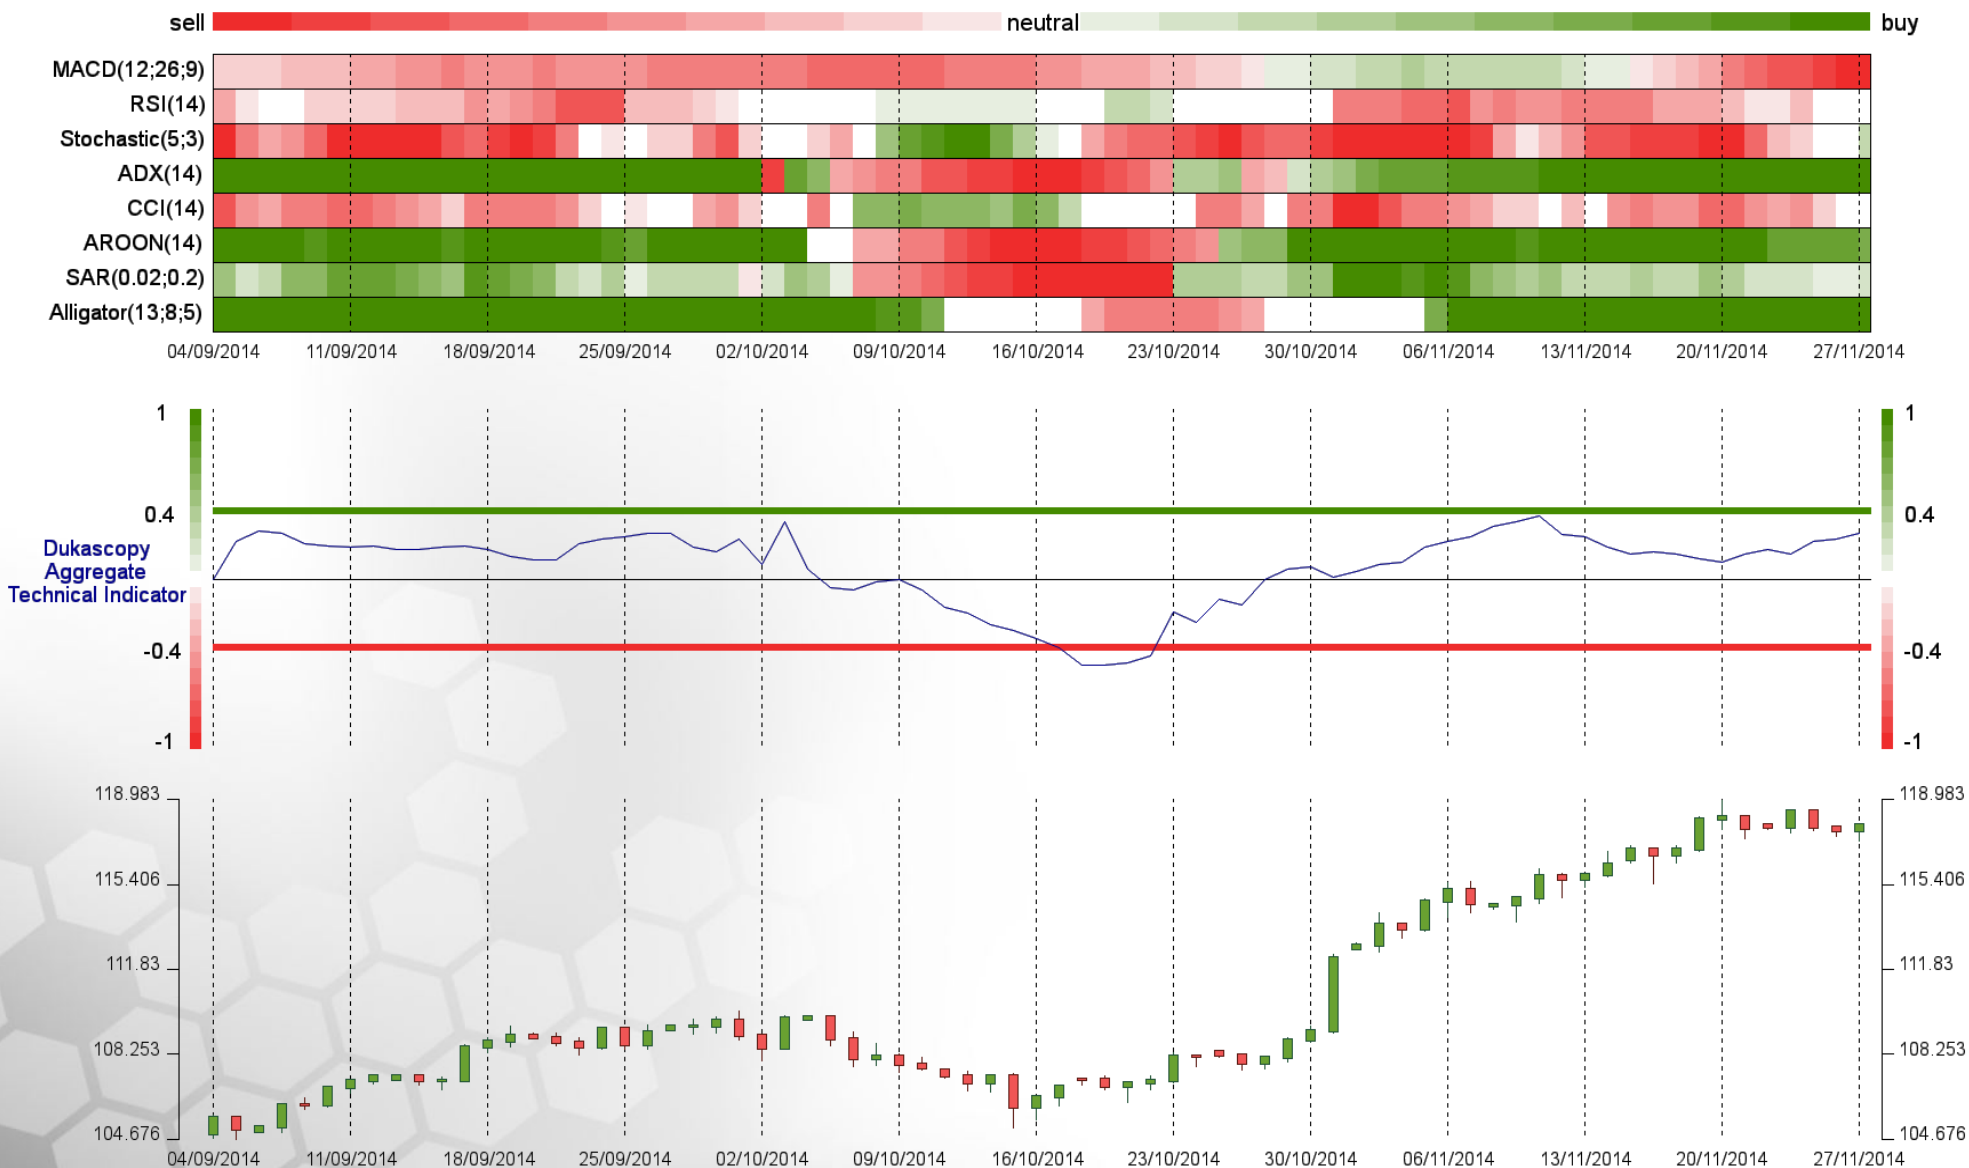 sell neutral buy
MACD(12;26;9)
RSI(14)
Stochastic(5;3)
ADX(14)
CCI(14)
AROON(14)
SAR(0.02;0.2)
Alligator(13;8;5)
04/09/2014 11/09/2014 18/09/2014 25/09/2014 02/10/2014 09/10/2014 16/10/2014 23/10/2014 30/10/2014 06/11/2014 13/11/2014 20/11/2014 27/11/2014
1 1
0.4 0.4
Dukascopy
Aggregate
Technical Indicator
-0.4 -0.4
-1 -1
118.983 118.983
115.406 115.406
111.83 111.83
108.253 108.253
104.676 104.676
04/09/2014 11/09/2014 18/09/2014 25/09/2014 02/10/2014 09/10/2014 16/10/2014 23/10/2014 30/10/2014 06/11/2014 13/11/2014 20/11/2014 27/11/2014